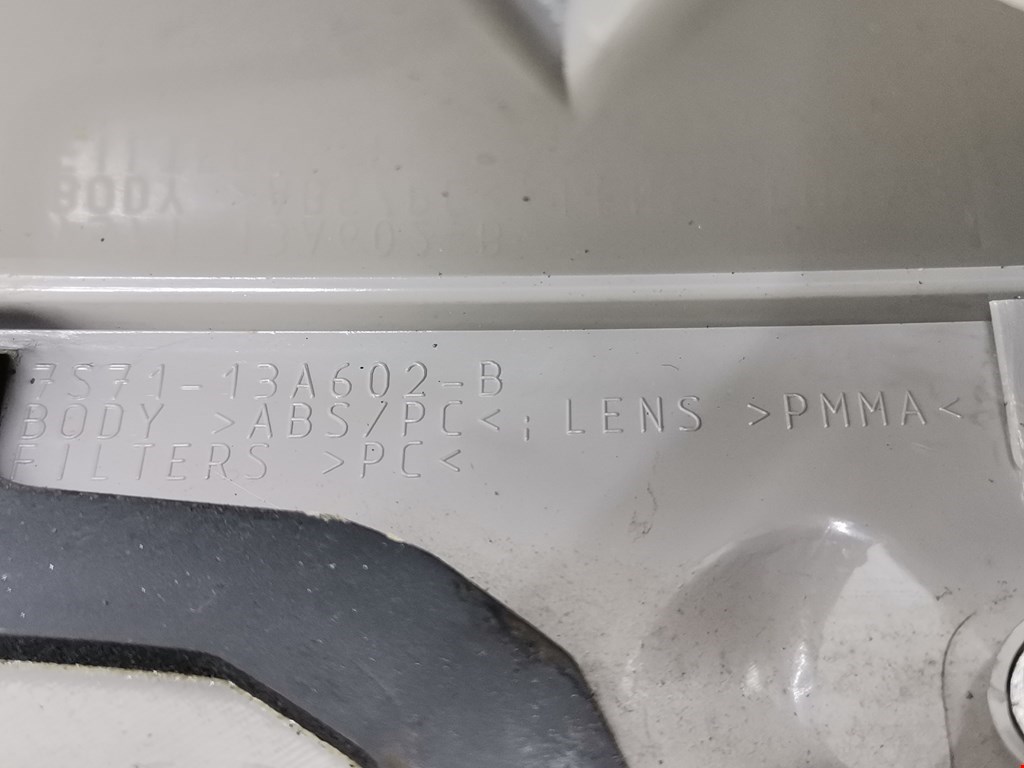 7S71-13A602-B
BODY >ABS/PC< ; LENS >PMMA<
FILTERS >PC<